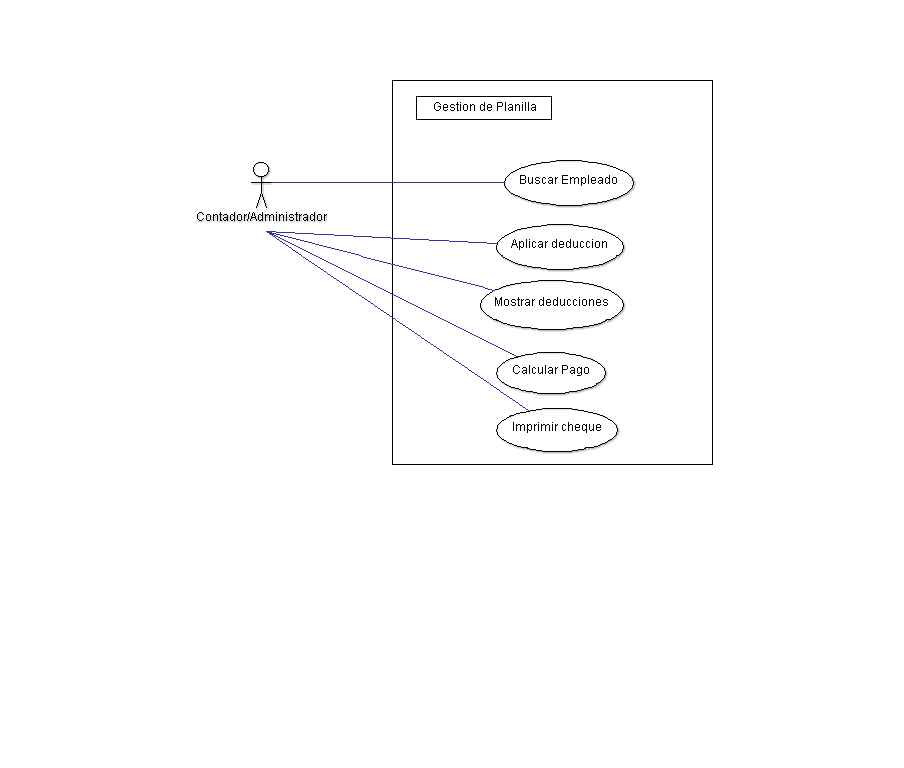 Gestion de Planilla
Buscar Empleado
Contador/Administrador
Aplicar deduccion
Mostrar deducciones
Calcular Pago
Imprimir cheque